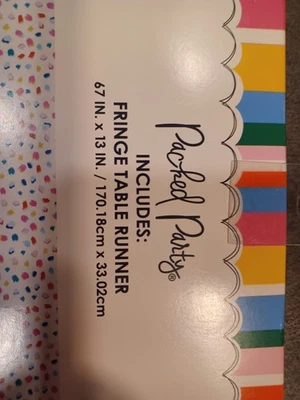 Packed Party®
INCLUDES:
FRINGE TABLE RUNNER
67 IN. x 13 IN. / 170.18cm x 33.02cm